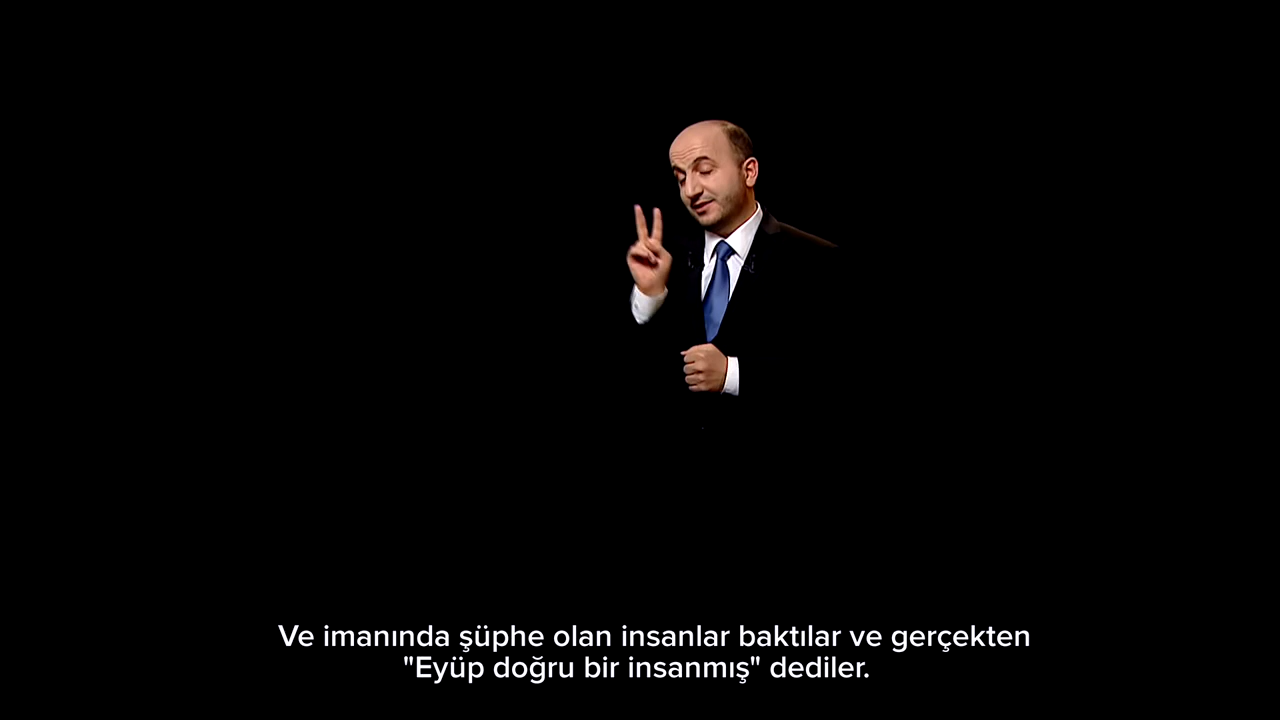 Ve imanında şüphe olan insanlar baktılar ve gerçekten
"Eyüp doğru bir insanmış" dediler.